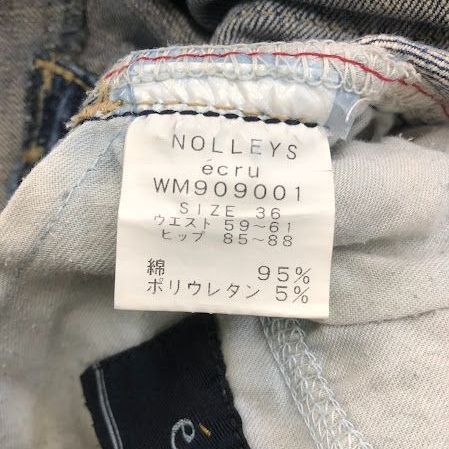 NOLLEYS
écru
WM909001
SIZE 36
ウエスト 59~61
ヒップ 85~88
綿 95%
ポリウレタン 5%
e